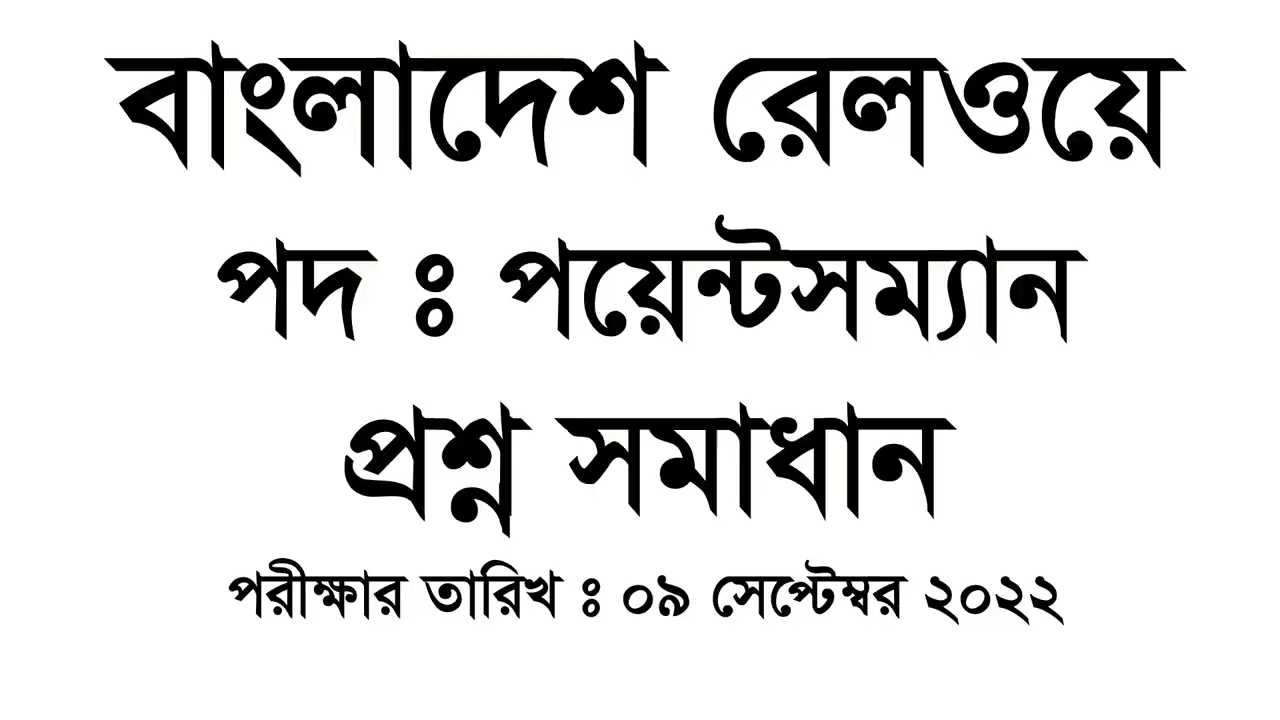 বাংলাদেশ রেলওয়ে
পদ ঃ পয়েন্টসম্যান
প্রশ্ন সমাধান
পরীক্ষার তারিখ ঃ ০৯ সেপ্টেম্বর ২০২২